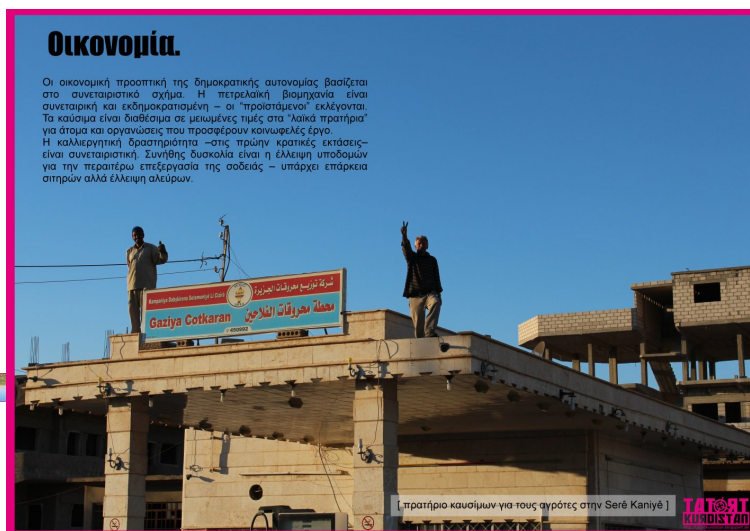 Οικονομία.
Οι οικονομική προοπτική της δημοκρατικής αυτονομίας βασίζεται
στο συνεταιριστικό σχήμα. Η πετρελαϊκή βιομηχανία είναι
συνεταιρική και εκδημοκρατισμένη – οι “προϊστάμενοι” εκλέγονται.
Τα καύσιμα είναι διαθέσιμα σε μειωμένες τιμές στα “λαϊκά πρατήρια”
για άτομα και οργανώσεις που προσφέρουν κοινωφελές έργο.
Η καλλιεργητική δραστηριότητα –στις πρώην κρατικές εκτάσεις–
είναι συνεταιριστική. Συνήθης δυσκολία είναι η έλλειψη υποδομών
για την περαιτέρω επεξεργασία της σοδειάς – υπάρχει επάρκεια
σιτηρών αλλά έλλειψη αλεύρων.
شركة توزيع محروقات الجزيرة
محطة محروقات الفلاحين
Gaziya Cotkaran
[ πρατήριο καυσίμων για τους αγρότες στην Serê Kaniyê ]
TATORT
KURDISTAN